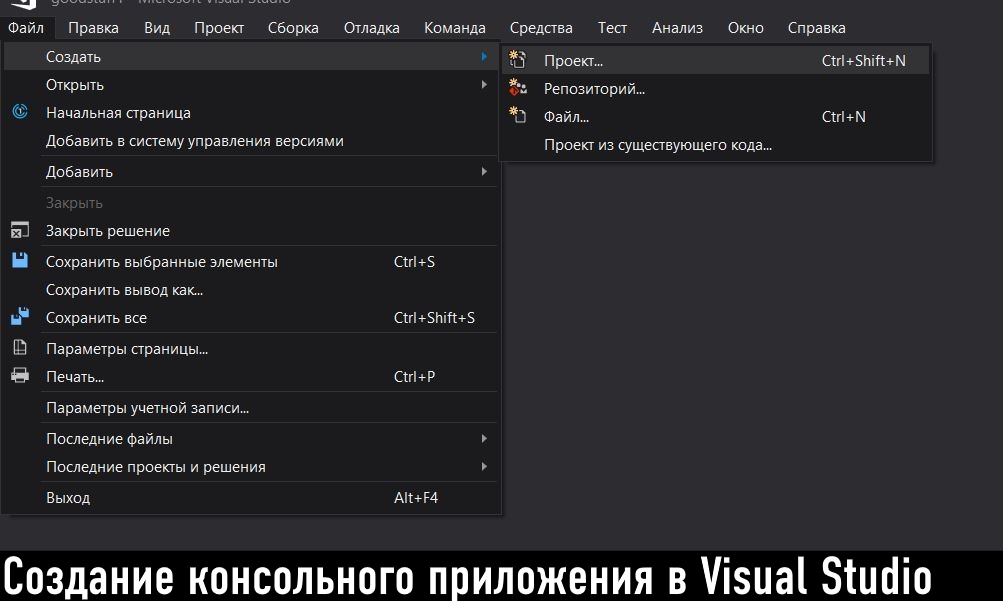 Microsoft Visual Studio
Файл Правка Вид Проект Сборка Отладка Команда Средства Тест Анализ Окно Справка
Создать
Открыть
Начальная страница
Добавить в систему управления версиями
Добавить
Закрыть
Закрыть решение
Сохранить выбранные элементы Ctrl+S
Сохранить вывод как...
Сохранить все Ctrl+Shift+S
Параметры страницы...
Печать... Ctrl+P
Параметры учетной записи...
Последние файлы
Последние проекты и решения
Выход Alt+F4
Проект... Ctrl+Shift+N
Репозиторий...
Файл... Ctrl+N
Проект из существующего кода...
Создание консольного приложения в Visual Studio